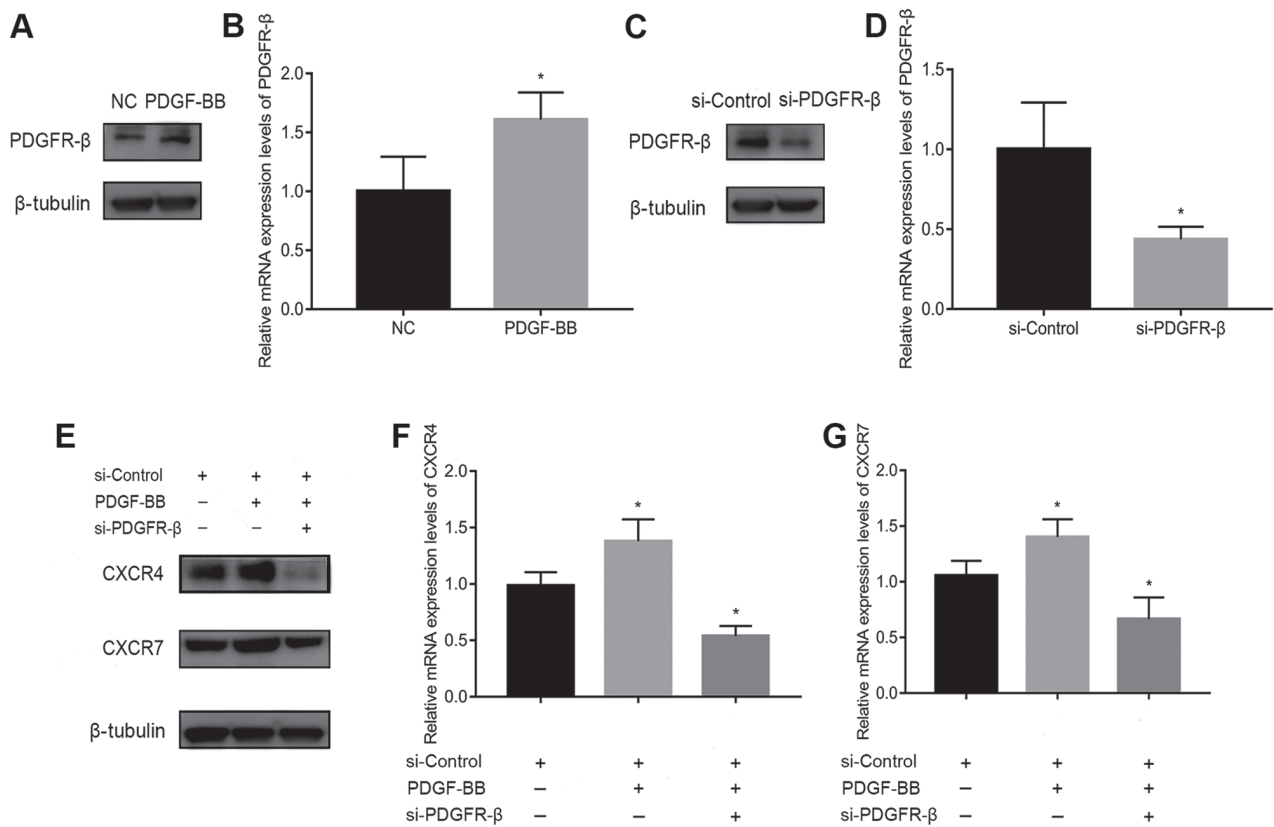 A
NC PDGF-BB
PDGFR-β
β-tubulin
B
Relative mRNA expression levels of PDGFR-β
2.0
1.5
1.0
0.5
0.0
*
NC PDGF-BB
C
si-Control si-PDGFR-β
PDGFR-β
β-tubulin
D
Relative mRNA expression levels of PDGFR-β
1.5
1.0
0.5
0.0
*
si-Control si-PDGFR-β
E
si-Control + + +
PDGF-BB – + +
si-PDGFR-β – – +
CXCR4
CXCR7
β-tubulin
F
Relative mRNA expression levels of CXCR4
2.0
1.5
1.0
0.5
0.0
*
*
si-Control + + +
PDGF-BB – + +
si-PDGFR-β – – +
G
Relative mRNA expression levels of CXCR7
2.0
1.5
1.0
0.5
0.0
*
*
si-Control + + +
PDGF-BB – + +
si-PDGFR-β – – +